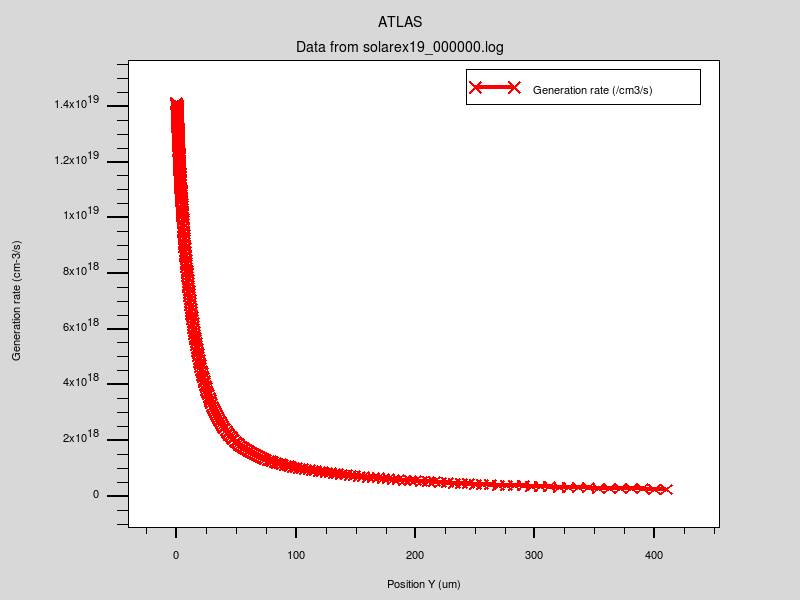 ATLAS
Data from solarex19_000000.log
Generation rate (/cm3/s)
1.4x10^19
1.2x10^19
1x10^19
8x10^18
6x10^18
4x10^18
2x10^18
0
Generation rate (cm-3/s)
0 100 200 300 400
Position Y (um)